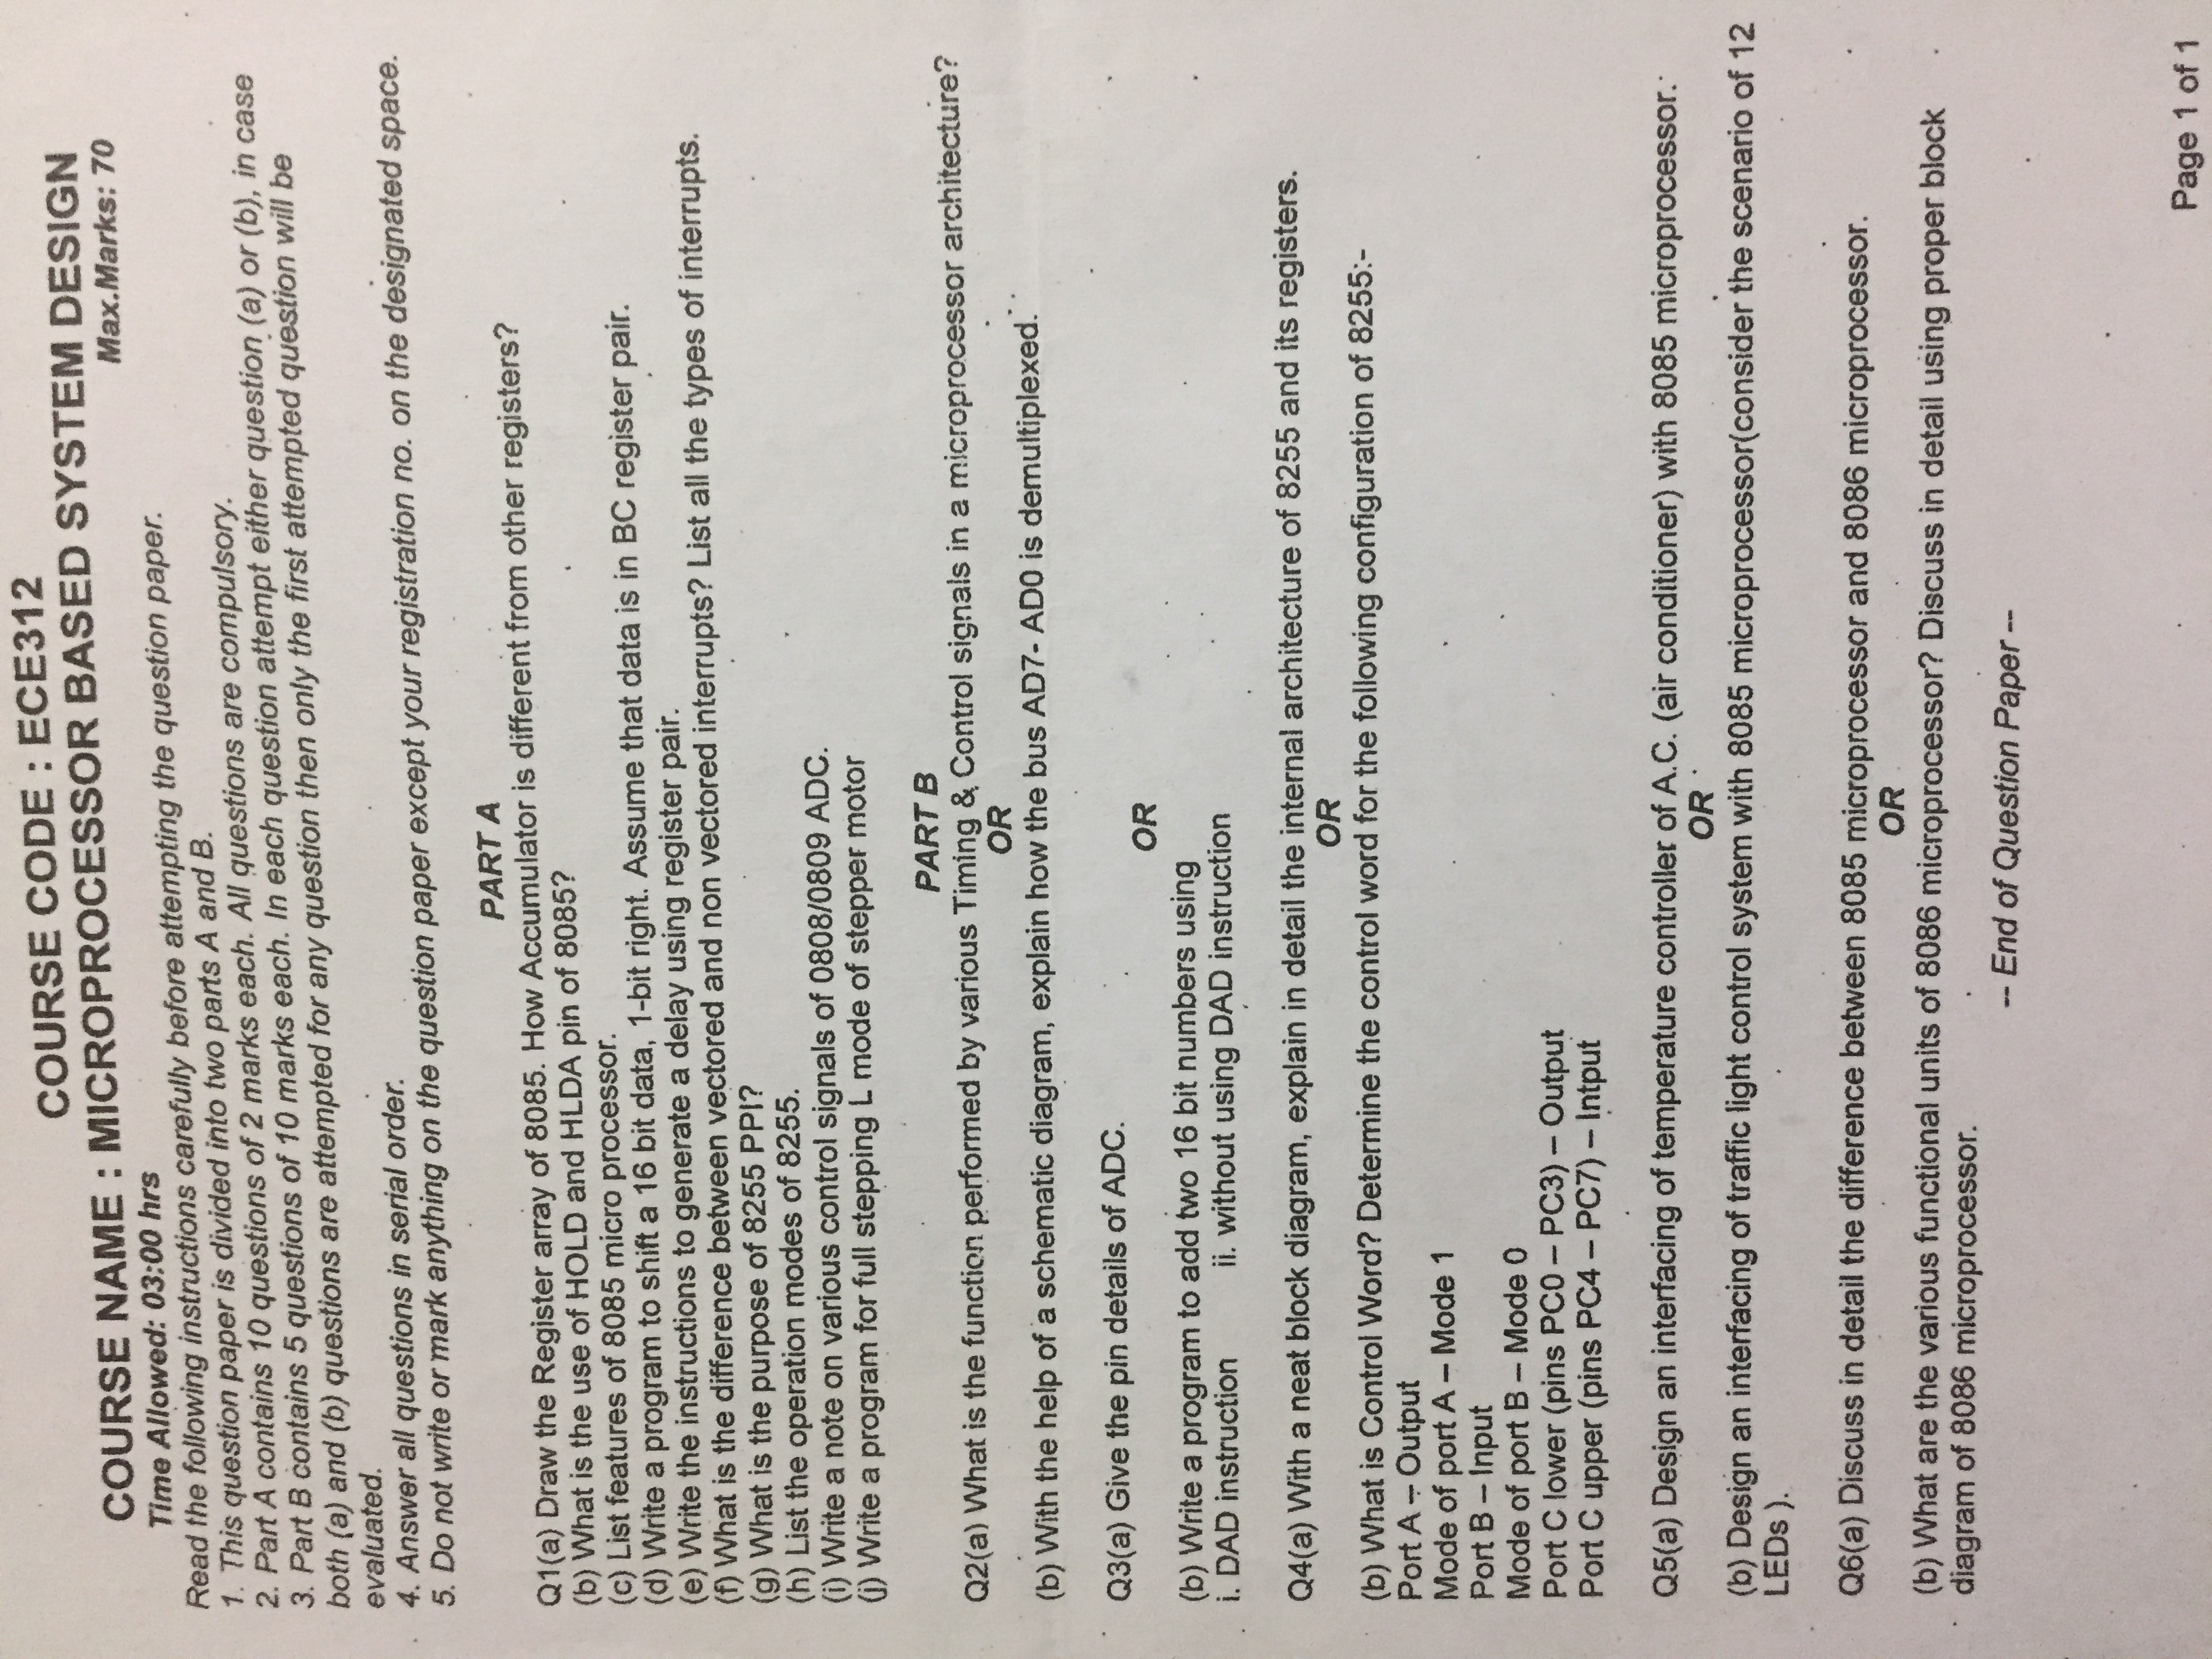 COURSE CODE : ECE312
COURSE NAME : MICROPROCESSOR BASED SYSTEM DESIGN
Time Allowed: 03:00 hrs Max.Marks: 70
Read the following instructions carefully before attempting the question paper.
1. This question paper is divided into two parts A and B.
2. Part A contains 10 questions of 2 marks each. All questions are compulsory.
3. Part B contains 5 questions of 10 marks each. In each question attempt either question (a) or (b), in case
both (a) and (b) questions are attempted for any question then only the first attempted question will be
evaluated.
4. Answer all questions in serial order.
5. Do not write or mark anything on the question paper except your registration no. on the designated space.
PART A
Q1(a) Draw the Register array of 8085. How Accumulator is different from other registers?
(b) What is the use of HOLD and HLDA pin of 8085?
(c) List features of 8085 micro processor.
(d) Write a program to shift a 16 bit data, 1-bit right. Assume that data is in BC register pair.
(e) Write the instructions to generate a delay using register pair.
(f) What is the difference between vectored and non vectored interrupts? List all the types of interrupts.
(g) What is the purpose of 8255 PPI?
(h) List the operation modes of 8255.
(i) Write a note on various control signals of 0808/0809 ADC.
(j) Write a program for full stepping L mode of stepper motor
PART B
Q2(a) What is the function performed by various Timing & Control signals in a microprocessor architecture?
OR
(b) With the help of a schematic diagram, explain how the bus AD7- AD0 is demultiplexed.
Q3(a) Give the pin details of ADC.
OR
(b) Write a program to add two 16 bit numbers using
i. DAD instruction ii. without using DAD instruction
Q4(a) With a neat block diagram, explain in detail the internal architecture of 8255 and its registers.
OR
(b) What is Control Word? Determine the control word for the following configuration of 8255:-
Port A – Output
Mode of port A – Mode 1
Port B – Input
Mode of port B – Mode 0
Port C lower (pins PC0 – PC3) – Output
Port C upper (pins PC4 – PC7) – Intput
Q5(a) Design an interfacing of temperature controller of A.C. (air conditioner) with 8085 microprocessor.
OR
(b) Design an interfacing of traffic light control system with 8085 microprocessor(consider the scenario of 12
LEDs ).
Q6(a) Discuss in detail the difference between 8085 microprocessor and 8086 microprocessor.
OR
(b) What are the various functional units of 8086 microprocessor? Discuss in detail using proper block
diagram of 8086 microprocessor.
-- End of Question Paper --
Page 1 of 1